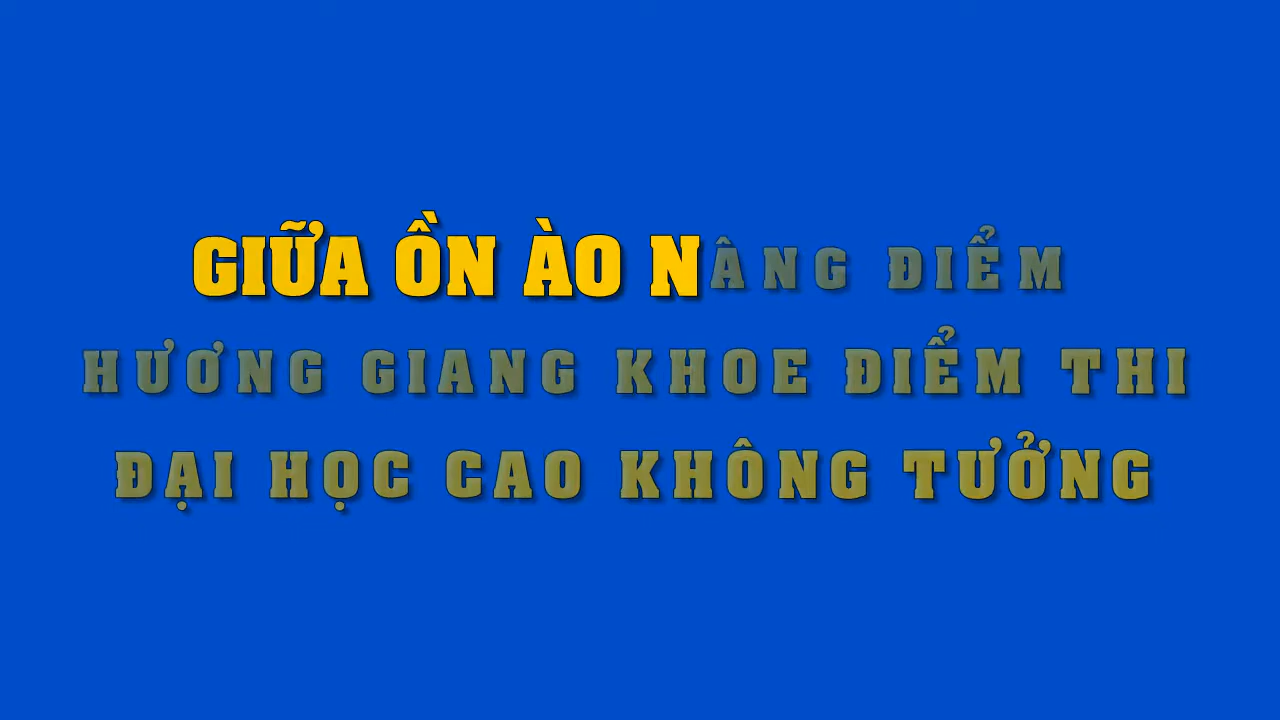 GIỮA ỒN ÀO NÂNG ĐIỂM
HƯƠNG GIANG KHOE ĐIỂM THI
ĐẠI HỌC CAO KHÔNG TƯỞNG